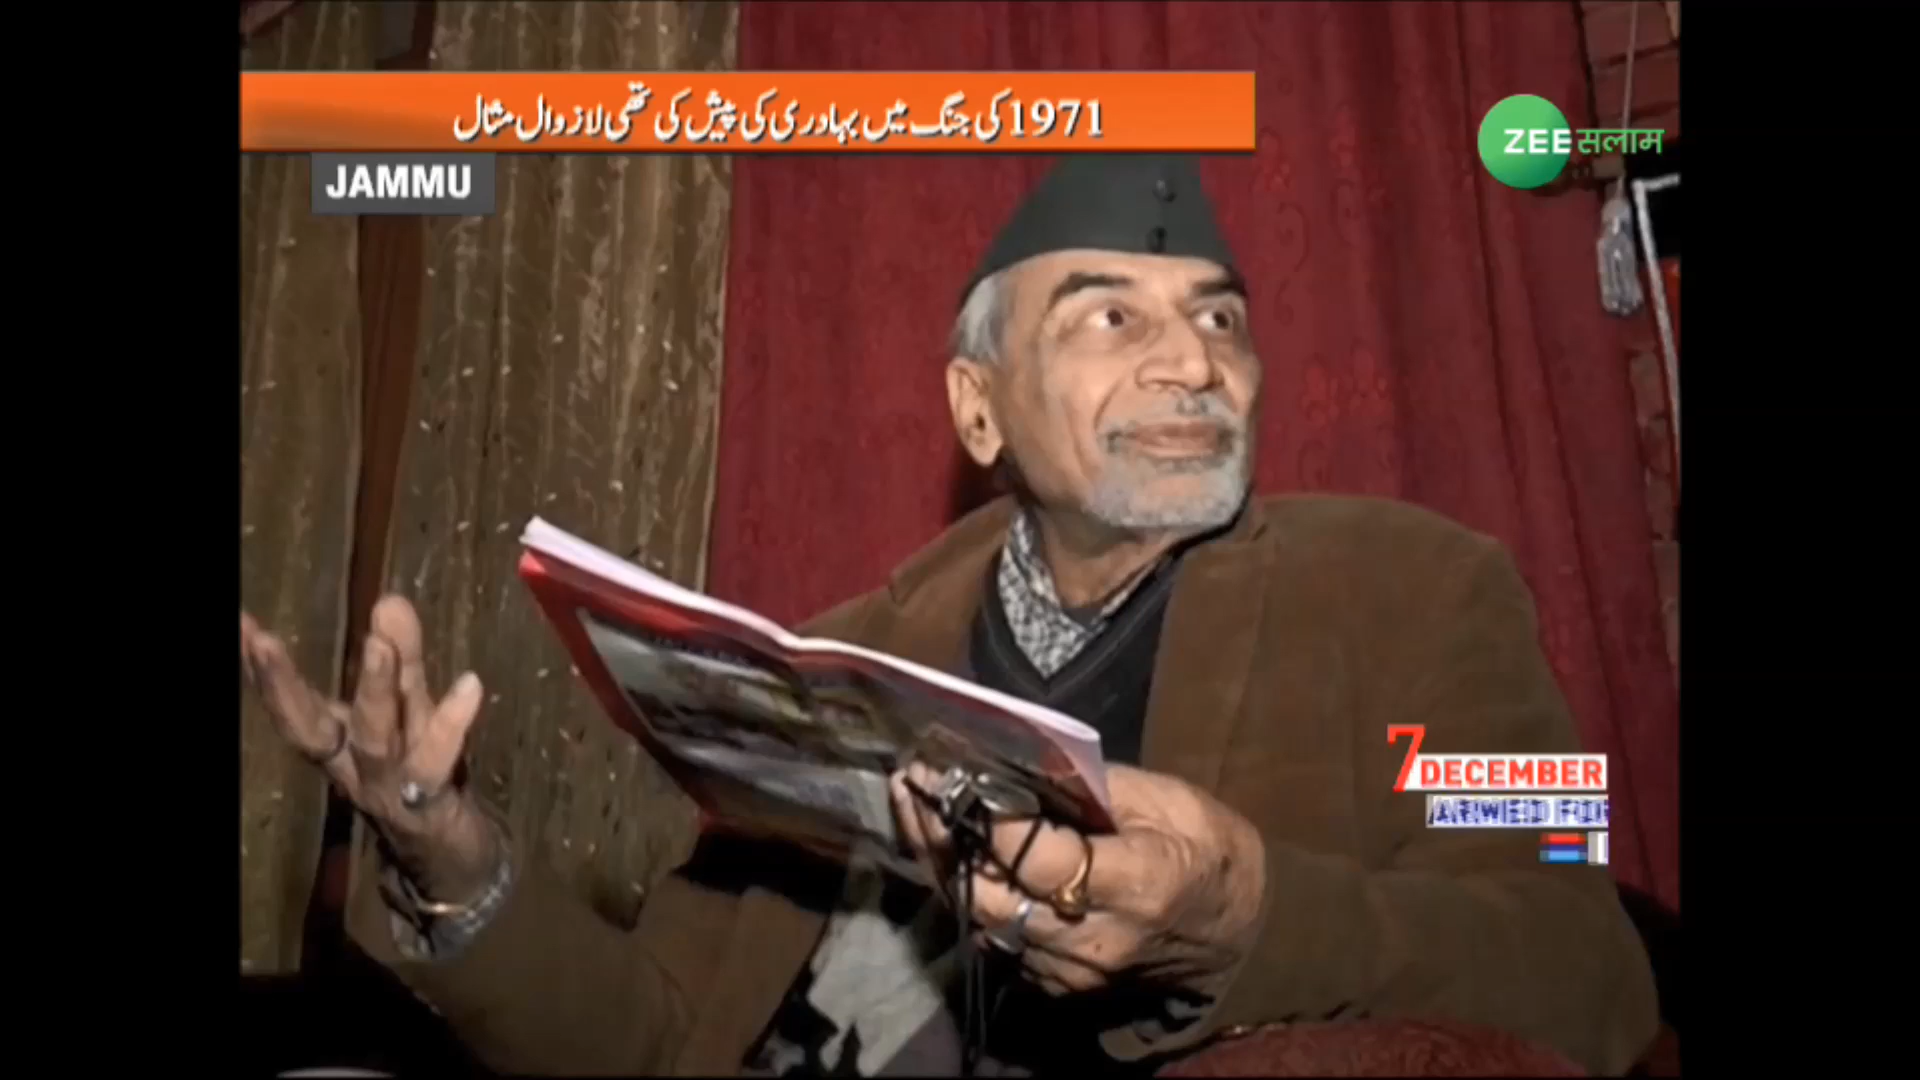 1971 کی جنگ میں بہادری کی پیش کی تھی لازوال مثال
JAMMU
ZEE सलाम
7 DECEMBER
ARMED FOR